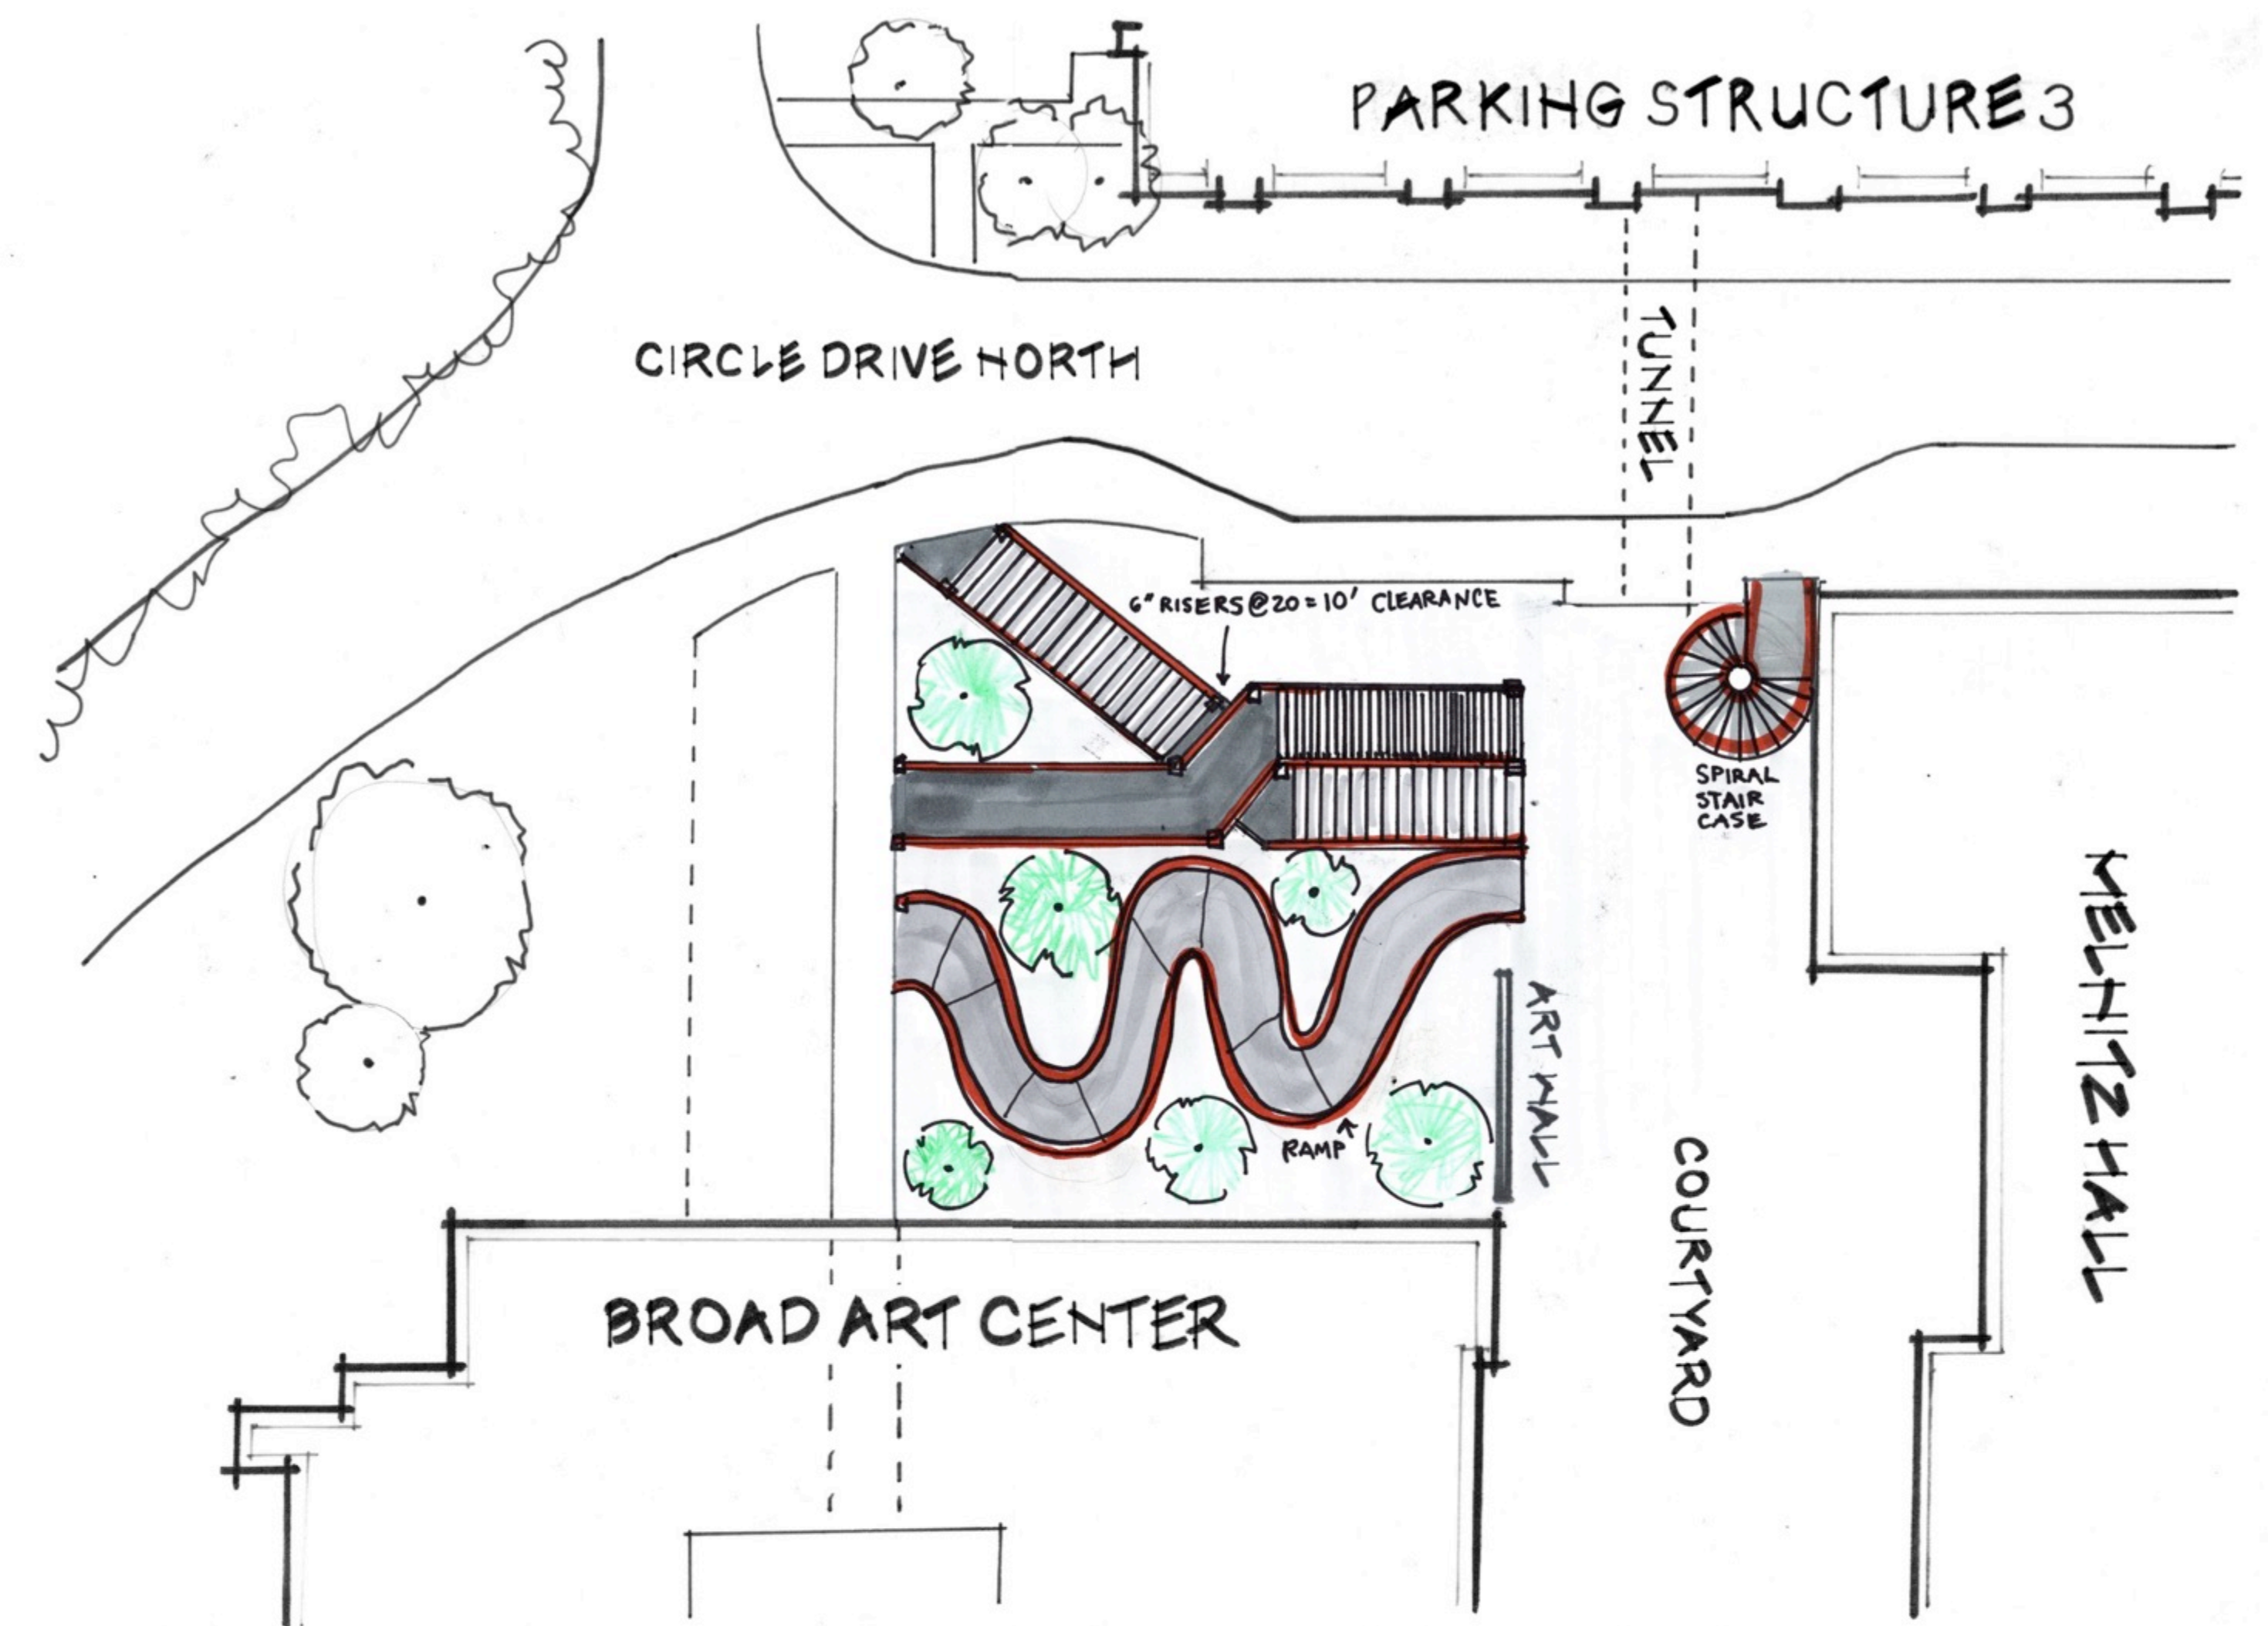 PARKING STRUCTURE 3
CIRCLE DRIVE NORTH
TUNNEL
6" RISERS @ 20 = 10' CLEARANCE
SPIRAL
STAIR
CASE
MELNITZ HALL
ART WALL
RAMP
COURTYARD
BROAD ART CENTER